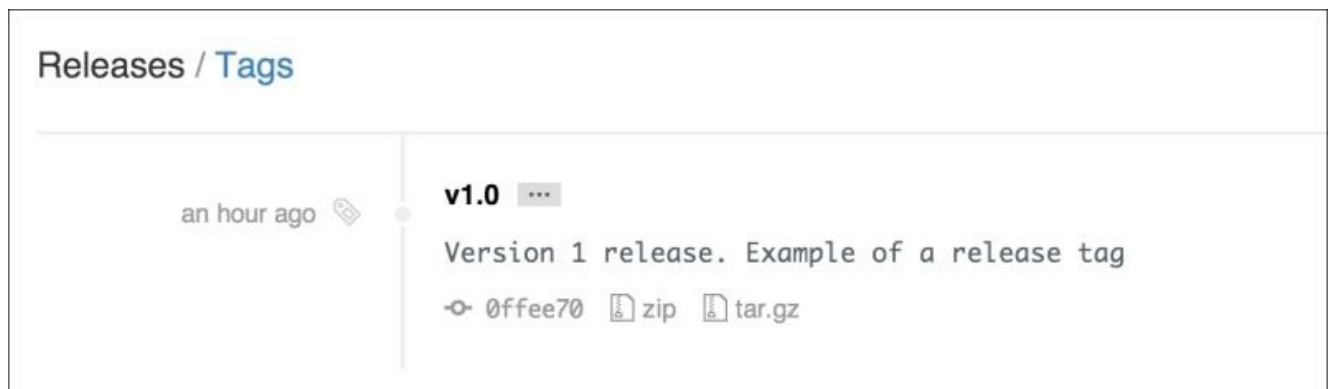 Releases / Tags
an hour ago
v1.0 ...
Version 1 release. Example of a release tag
0ffee70 zip tar.gz